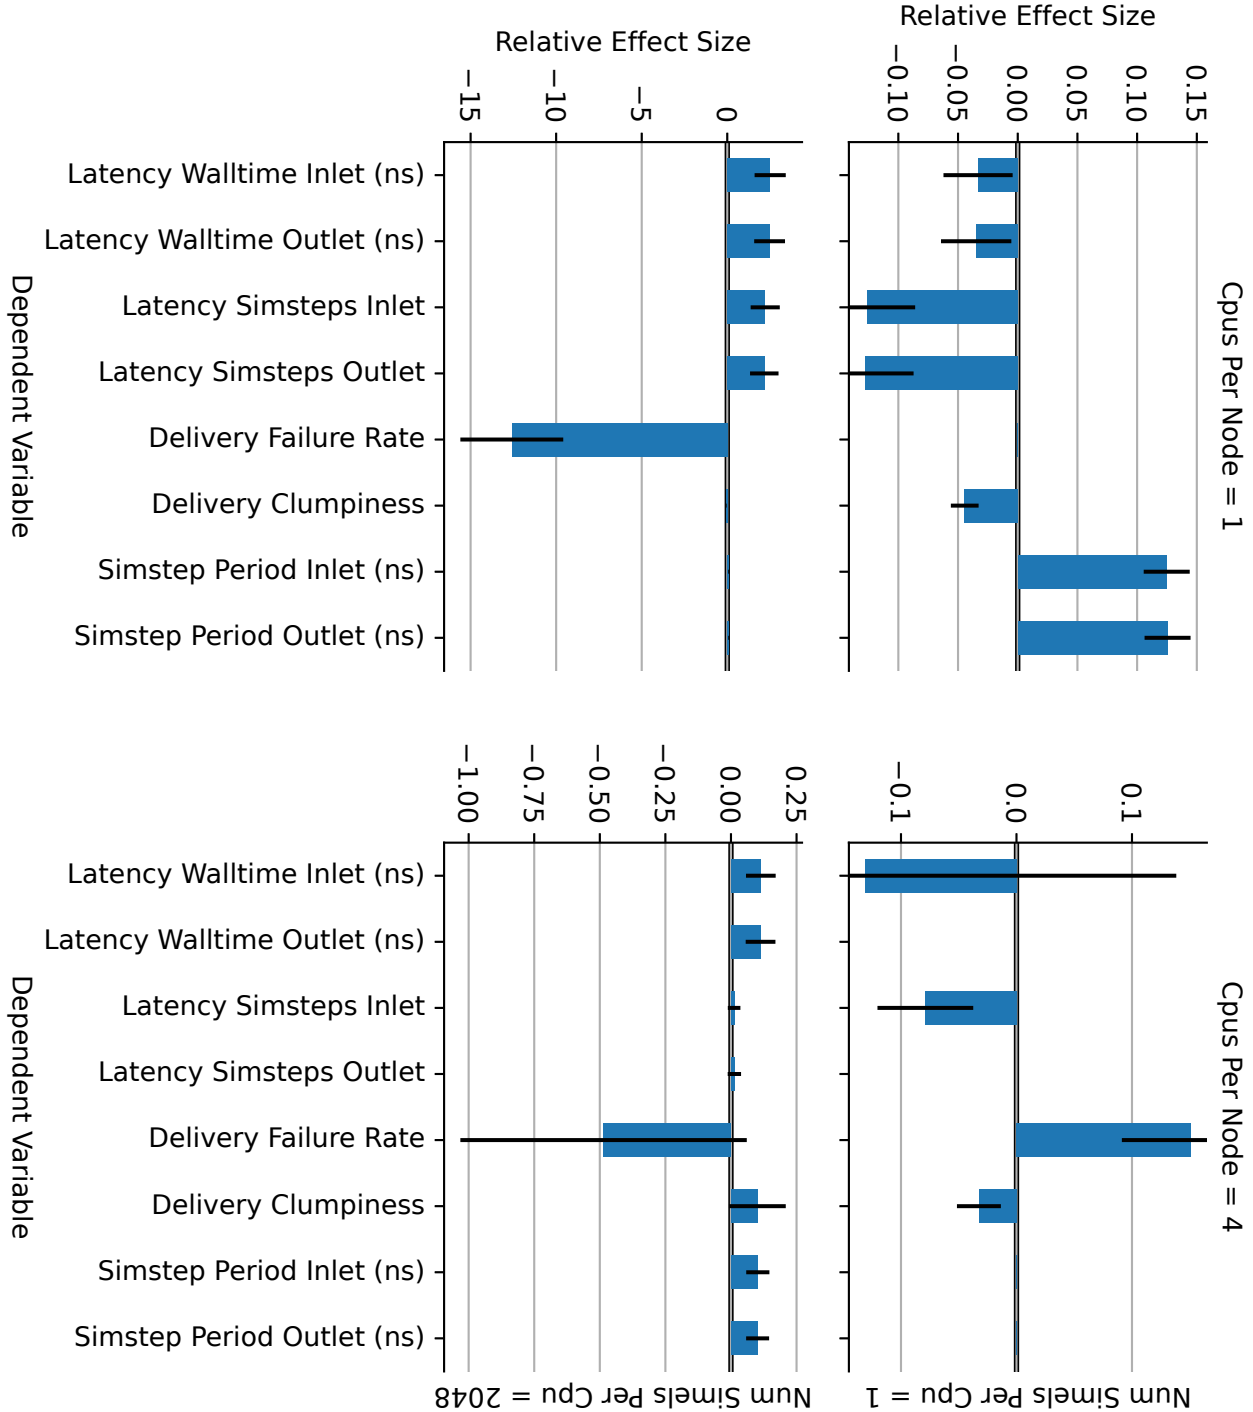 Cpus Per Node = 1
Cpus Per Node = 4
Num Simels Per Cpu = 1
Num Simels Per Cpu = 2048
Relative Effect Size
0.15
0.10
0.05
0.00
−0.05
−0.10
0.1
0.0
−0.1
Relative Effect Size
0
−5
−10
−15
0.25
0.00
−0.25
−0.50
−0.75
−1.00
Latency Walltime Inlet (ns)
Latency Walltime Outlet (ns)
Latency Simsteps Inlet
Latency Simsteps Outlet
Delivery Failure Rate
Delivery Clumpiness
Simstep Period Inlet (ns)
Simstep Period Outlet (ns)
Dependent Variable
Latency Walltime Inlet (ns)
Latency Walltime Outlet (ns)
Latency Simsteps Inlet
Latency Simsteps Outlet
Delivery Failure Rate
Delivery Clumpiness
Simstep Period Inlet (ns)
Simstep Period Outlet (ns)
Dependent Variable